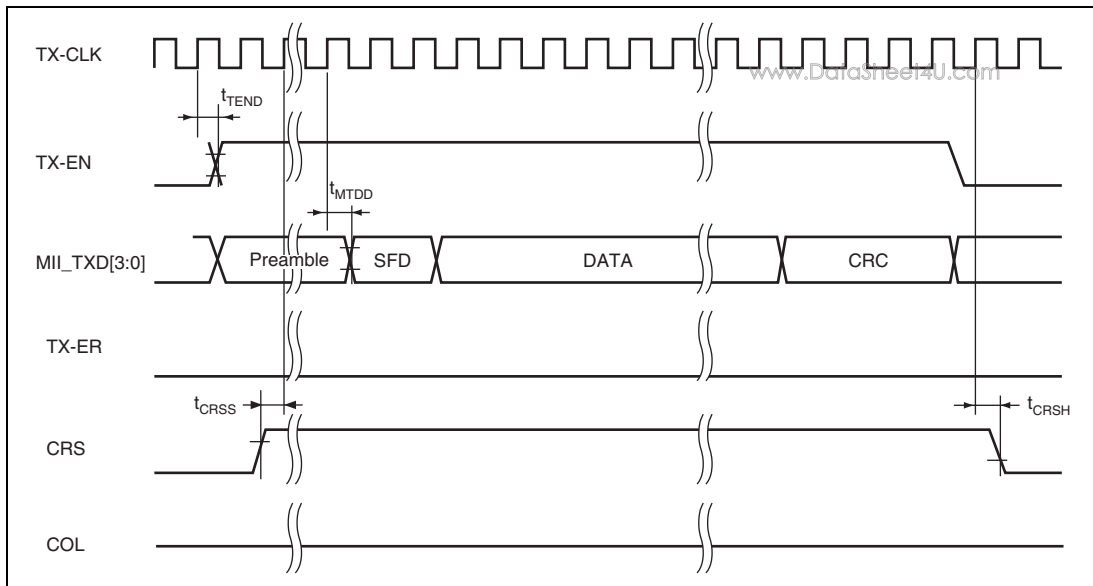 TX-CLK
www.DataSheet4U.com
tTEND
TX-EN
tMTDD
MII_TXD[3:0]
Preamble
SFD
DATA
CRC
TX-ER
tCRSS
tCRSH
CRS
COL